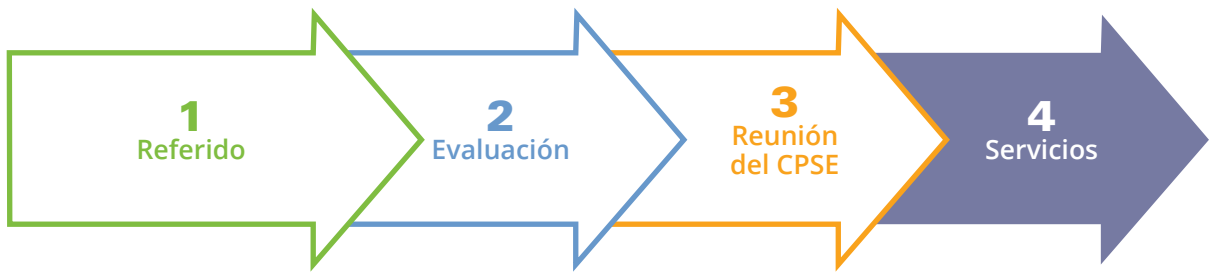 1
Referido
2
Evaluación
3
Reunión
del CPSE
4
Servicios